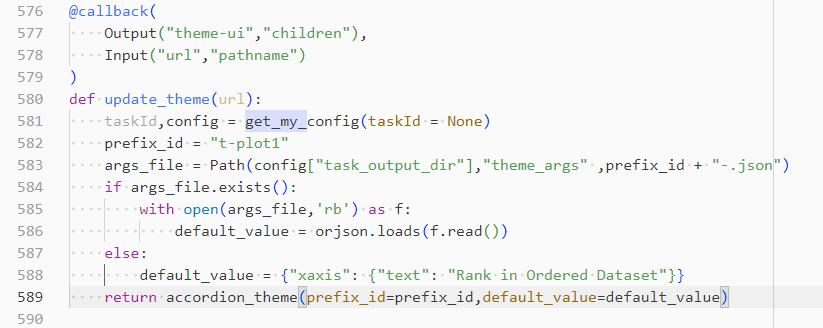 576 @callback(
577     Output("theme-ui","children"),
578     Input("url","pathname")
579 )
580 def update_theme(url):
581     taskId,config = get_my_config(taskId = None)
582     prefix_id = "t-plot1"
583     args_file = Path(config["task_output_dir"],"theme_args" ,prefix_id + "-.json")
584     if args_file.exists():
585         with open(args_file,'rb') as f:
586             default_value = orjson.loads(f.read())
587     else:
588         default_value = {"xaxis": {"text": "Rank in Ordered Dataset"}}
589     return accordion_theme(prefix_id=prefix_id,default_value=default_value)
590